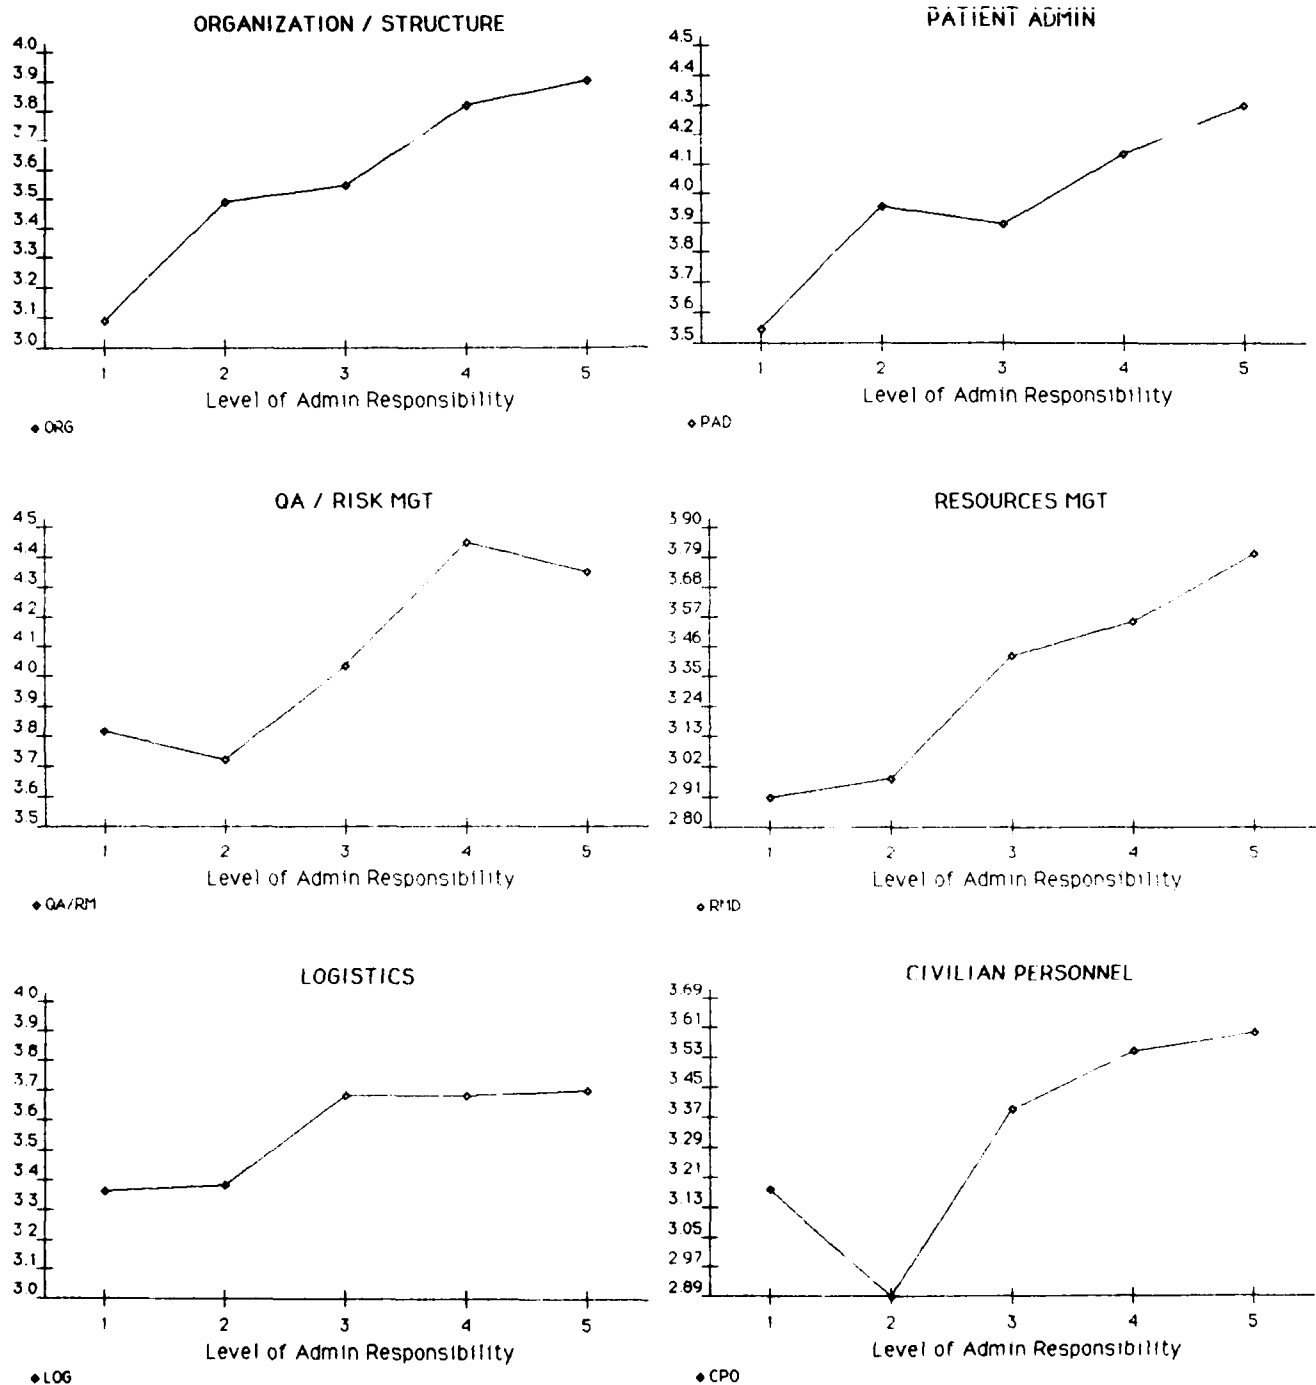 ORGANIZATION / STRUCTURE
4.0
3.9
3.8
3.7
3.6
3.5
3.4
3.3
3.2
3.1
3.0
1 2 3 4 5
Level of Admin Responsibility
ORG
PATIENT ADMIN
4.5
4.4
4.3
4.2
4.1
4.0
3.9
3.8
3.7
3.6
3.5
1 2 3 4 5
Level of Admin Responsibility
PAD
QA / RISK MGT
4.5
4.4
4.3
4.2
4.1
4.0
3.9
3.8
3.7
3.6
3.5
1 2 3 4 5
Level of Admin Responsibility
QA/RM
RESOURCES MGT
3.90
3.79
3.68
3.57
3.46
3.35
3.24
3.13
3.02
2.91
2.80
1 2 3 4 5
Level of Admin Responsibility
RMD
LOGISTICS
4.0
3.9
3.8
3.7
3.6
3.5
3.4
3.3
3.2
3.1
3.0
1 2 3 4 5
Level of Admin Responsibility
LOG
CIVILIAN PERSONNEL
3.69
3.61
3.53
3.45
3.37
3.29
3.21
3.13
3.05
2.97
2.89
1 2 3 4 5
Level of Admin Responsibility
CPO